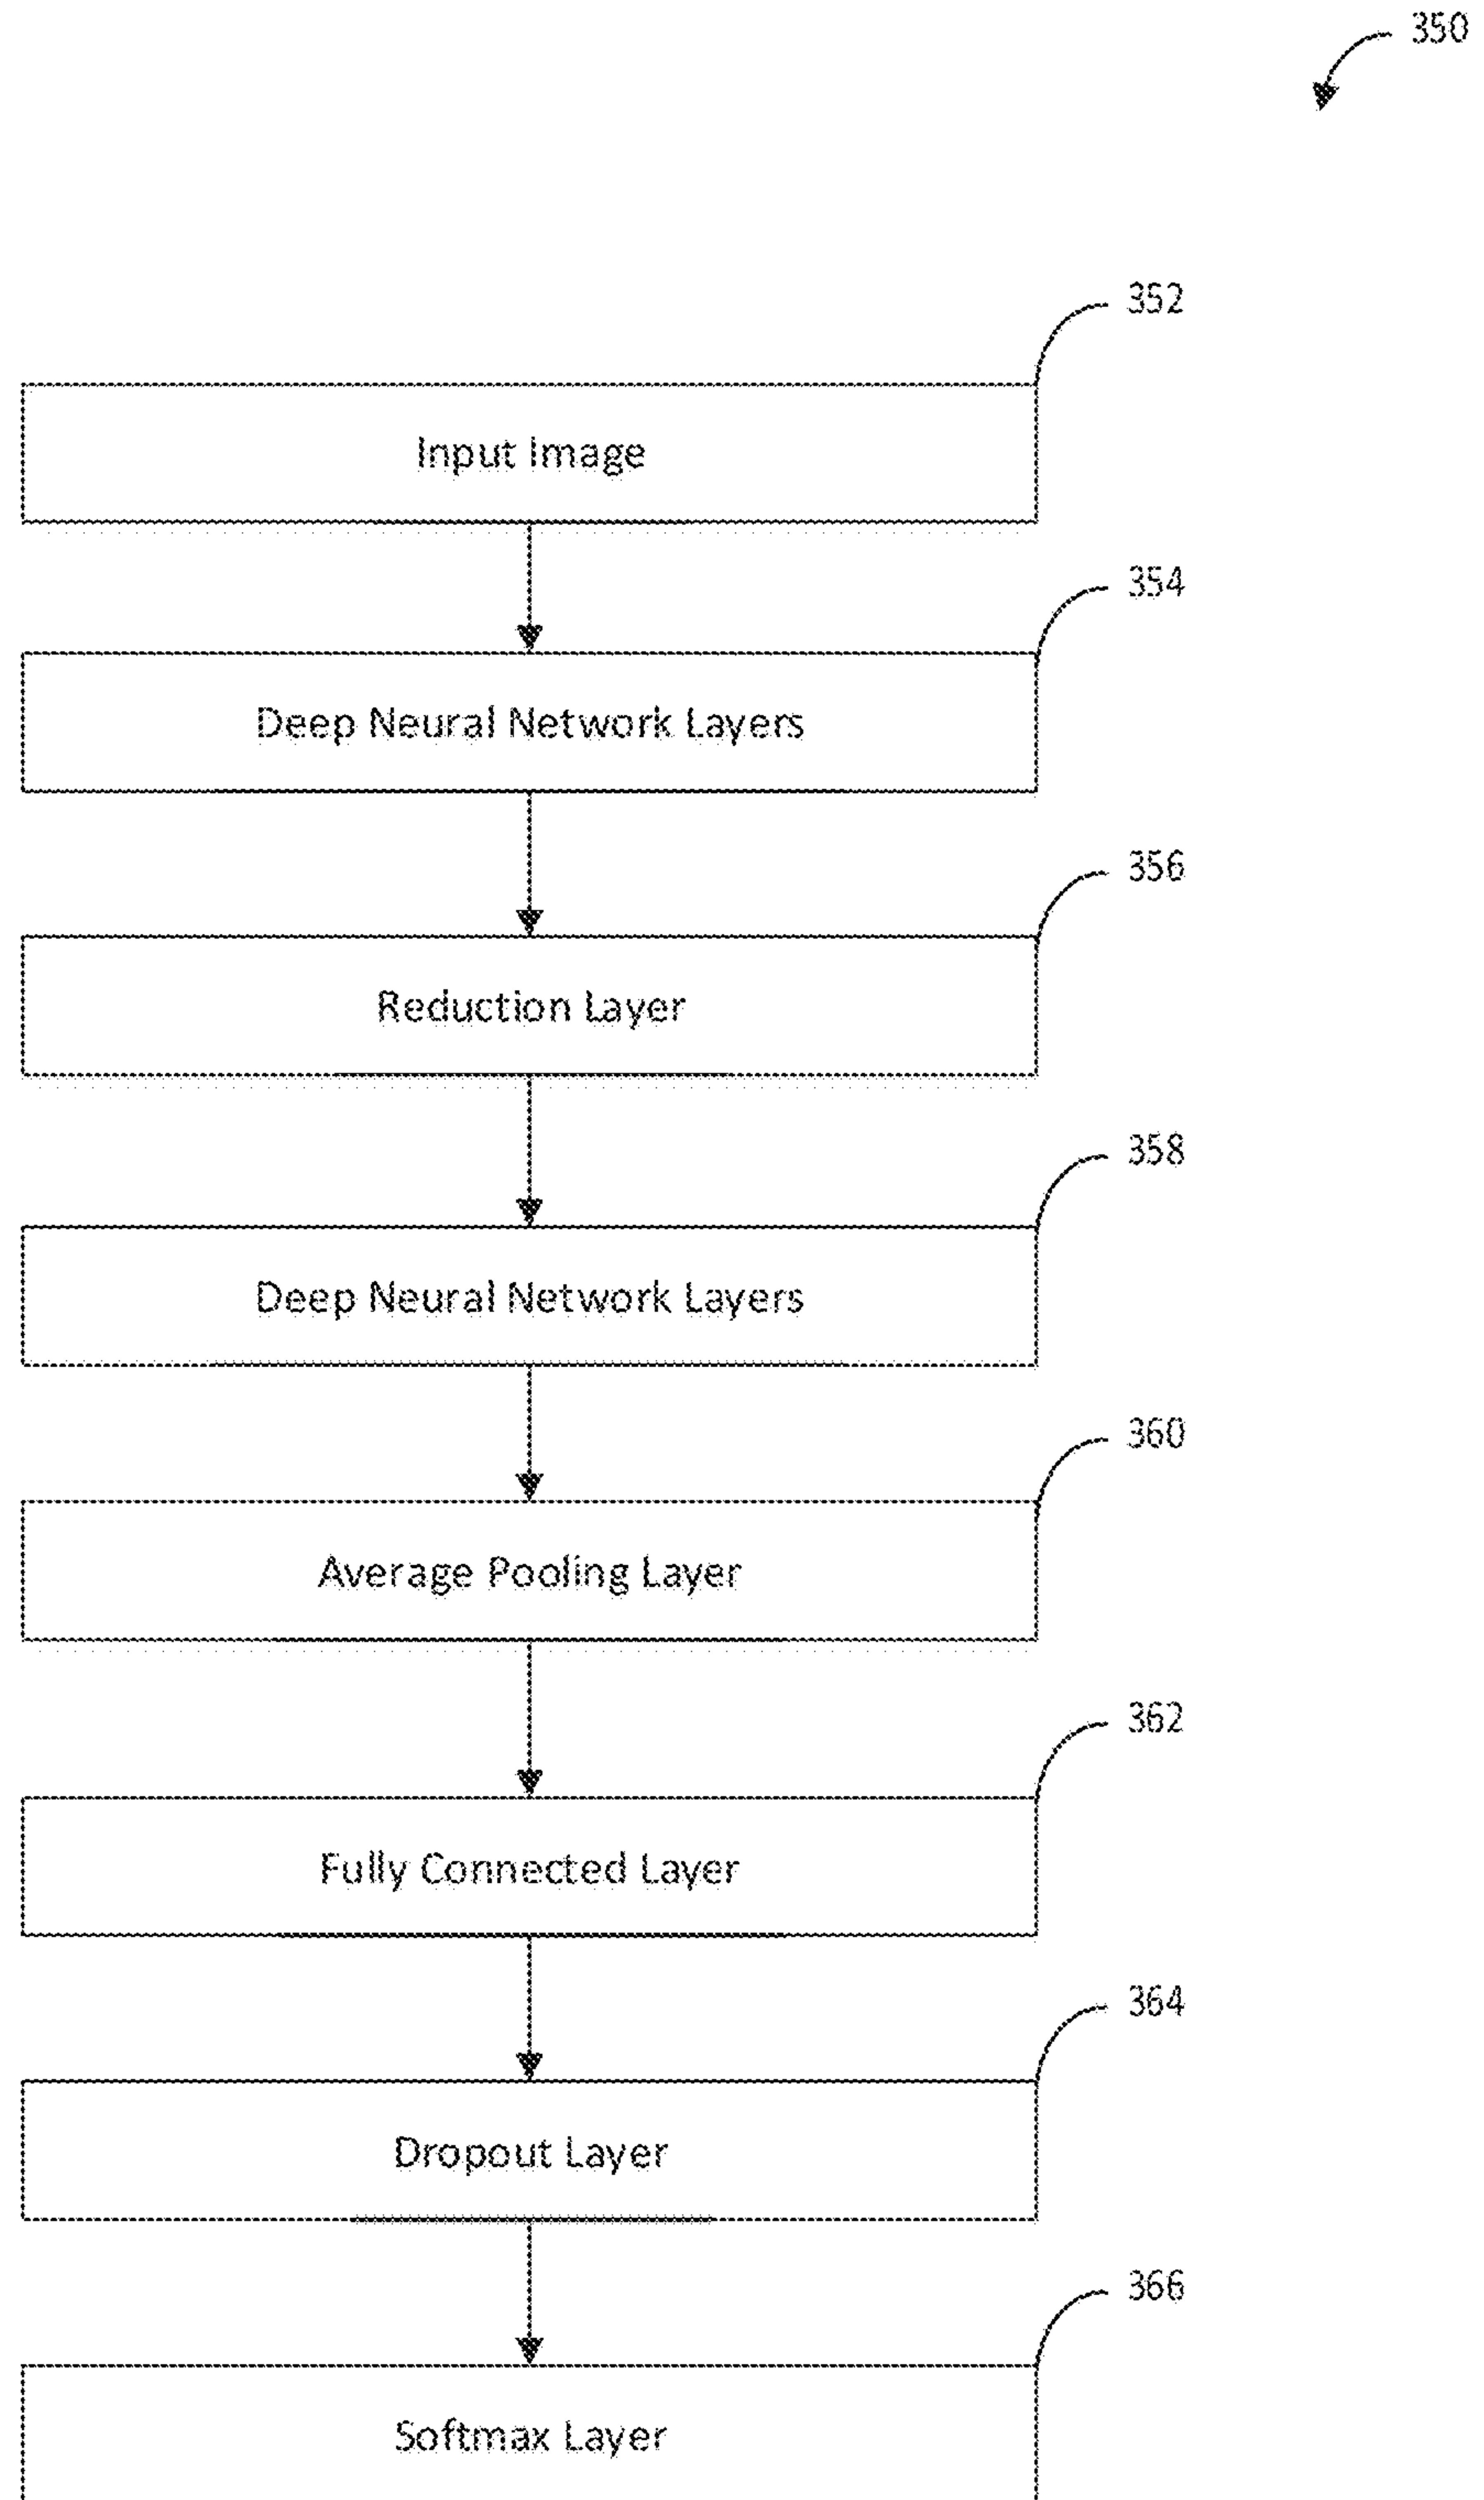 350
352
Input Image
354
Deep Neural Network Layers
356
Reduction Layer
358
Deep Neural Network Layers
360
Average Pooling Layer
362
Fully Connected Layer
364
Dropout Layer
366
Softmax Layer